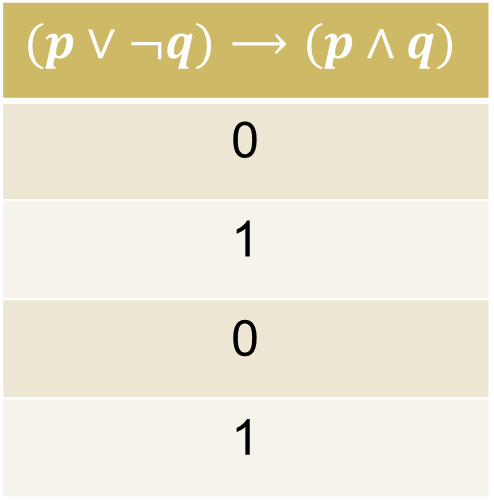 (p ∨ ¬q) ⟶ (p ∧ q)
0
1
0
1